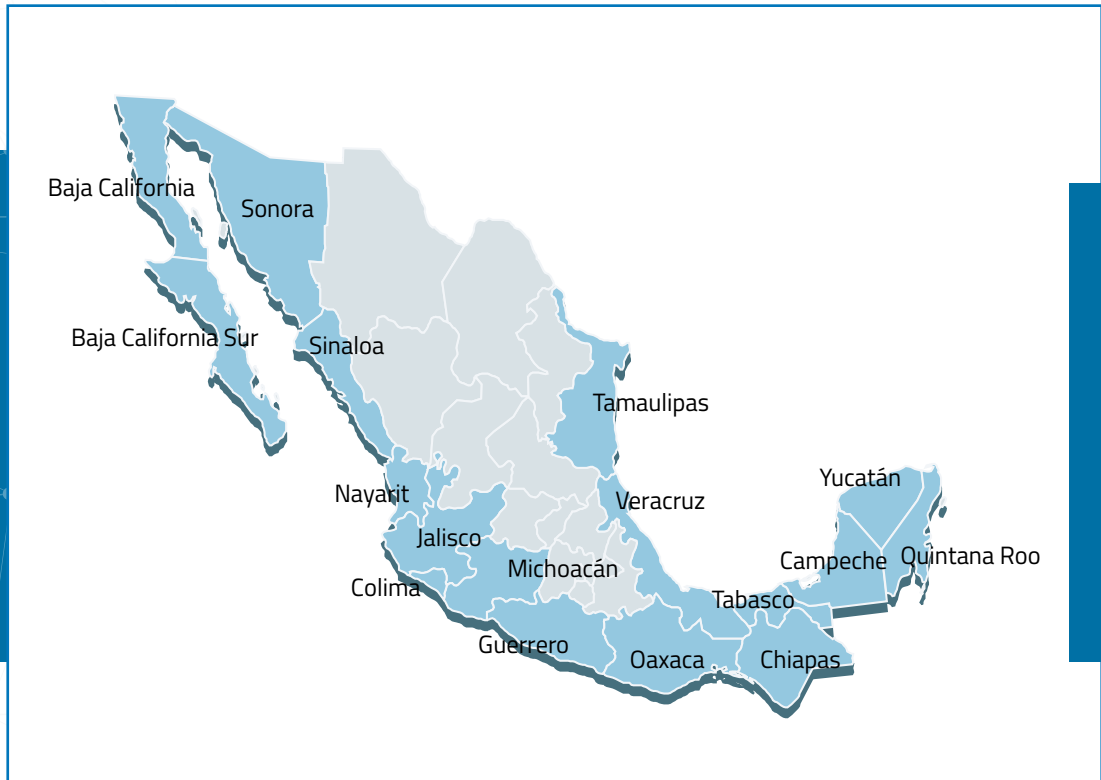 Baja California
Sonora
Baja California Sur
Sinaloa
Tamaulipas
Yucatán
Nayarit
Veracruz
Jalisco
Quintana Roo
Campeche
Michoacán
Colima
Tabasco
Guerrero
Oaxaca
Chiapas